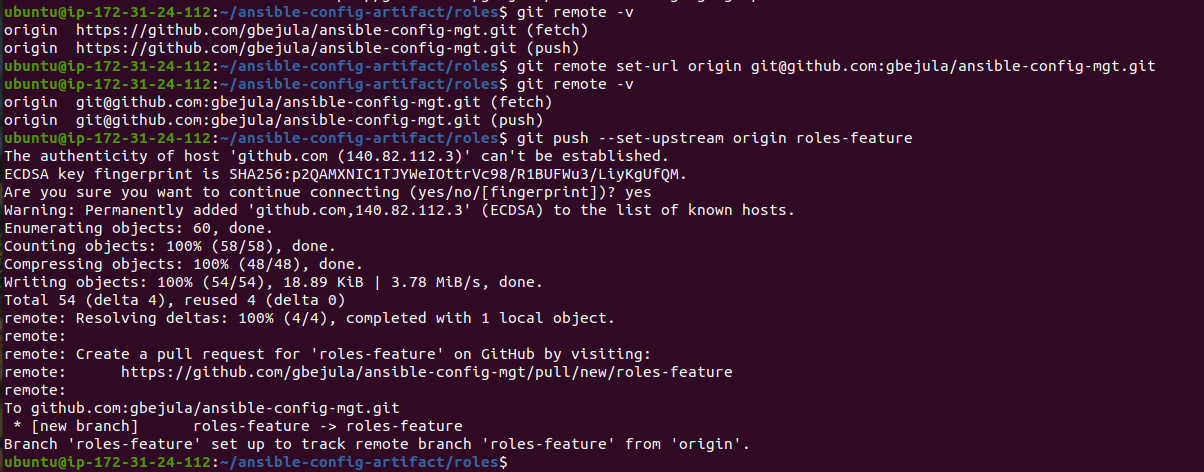 ubuntu@ip-172-31-24-112:~/ansible-config-artifact/roles$ git remote -v
origin  https://github.com/gbejula/ansible-config-mgt.git (fetch)
origin  https://github.com/gbejula/ansible-config-mgt.git (push)
ubuntu@ip-172-31-24-112:~/ansible-config-artifact/roles$ git remote set-url origin git@github.com:gbejula/ansible-config-mgt.git
ubuntu@ip-172-31-24-112:~/ansible-config-artifact/roles$ git remote -v
origin  git@github.com:gbejula/ansible-config-mgt.git (fetch)
origin  git@github.com:gbejula/ansible-config-mgt.git (push)
ubuntu@ip-172-31-24-112:~/ansible-config-artifact/roles$ git push --set-upstream origin roles-feature
The authenticity of host 'github.com (140.82.112.3)' can't be established.
ECDSA key fingerprint is SHA256:p2QAMXNIC1TJYWeIOttrVc98/R1BUFWu3/LiyKgUfQM.
Are you sure you want to continue connecting (yes/no/[fingerprint])? yes
Warning: Permanently added 'github.com,140.82.112.3' (ECDSA) to the list of known hosts.
Enumerating objects: 60, done.
Counting objects: 100% (58/58), done.
Compressing objects: 100% (48/48), done.
Writing objects: 100% (54/54), 18.89 KiB | 3.78 MiB/s, done.
Total 54 (delta 4), reused 4 (delta 0)
remote: Resolving deltas: 100% (4/4), completed with 1 local object.
remote:
remote: Create a pull request for 'roles-feature' on GitHub by visiting:
remote:      https://github.com/gbejula/ansible-config-mgt/pull/new/roles-feature
remote:
To github.com:gbejula/ansible-config-mgt.git
 * [new branch]      roles-feature -> roles-feature
Branch 'roles-feature' set up to track remote branch 'roles-feature' from 'origin'.
ubuntu@ip-172-31-24-112:~/ansible-config-artifact/roles$